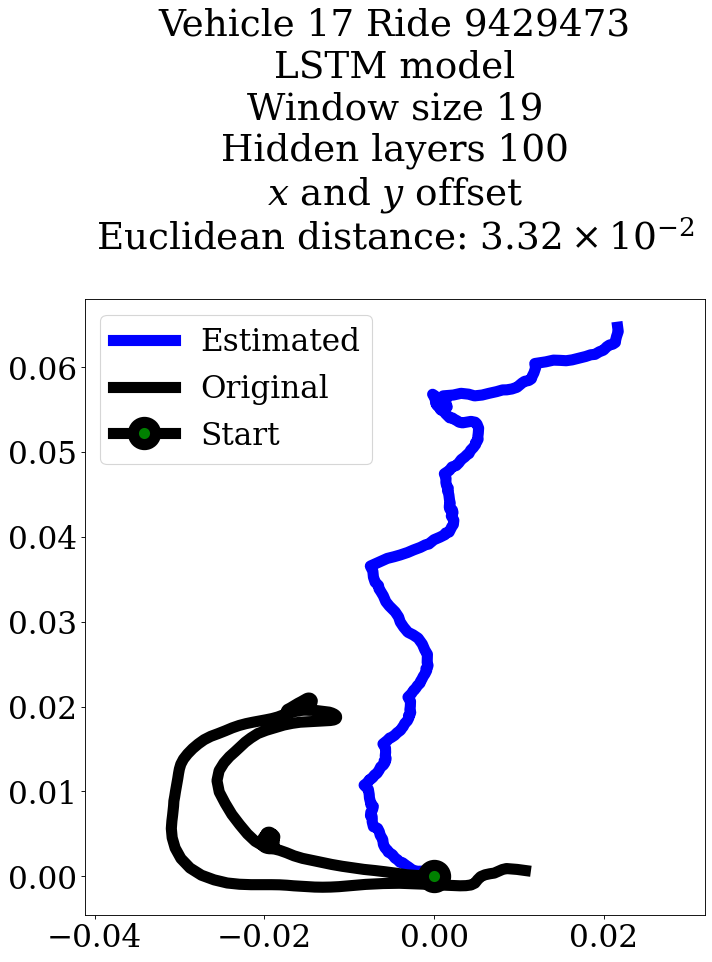 Vehicle 17 Ride 9429473
LSTM model
Window size 19
Hidden layers 100
x and y offset
Euclidean distance: 3.32 × 10⁻²
Estimated
Original
Start
0.06
0.05
0.04
0.03
0.02
0.01
0.00
−0.04
−0.02
0.00
0.02